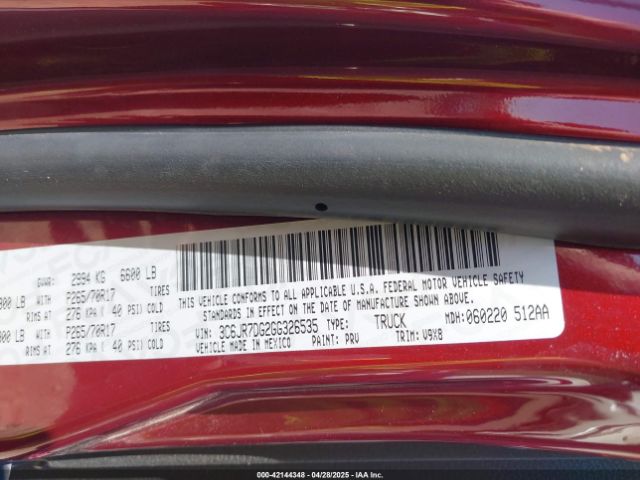 GVWR: 2994 KG 6600 LB
WITH P265/70R17 TIRES
RIMS AT 276 KPA ( 40 PSI) COLD
WITH P265/70R17 TIRES
RIMS AT 276 KPA ( 40 PSI) COLD
THIS VEHICLE CONFORMS TO ALL APPLICABLE U.S.A. FEDERAL MOTOR VEHICLE SAFETY
STANDARDS IN EFFECT ON THE DATE OF MANUFACTURE SHOWN ABOVE.
VIN: 3C6JR7DG2GG326535 TYPE: TRUCK MDH: 060220 512AA
VEHICLE MADE IN MEXICO PAINT: PRV TRIM: V9X8
000-42144348 - 04/28/2025 - IAA Inc.